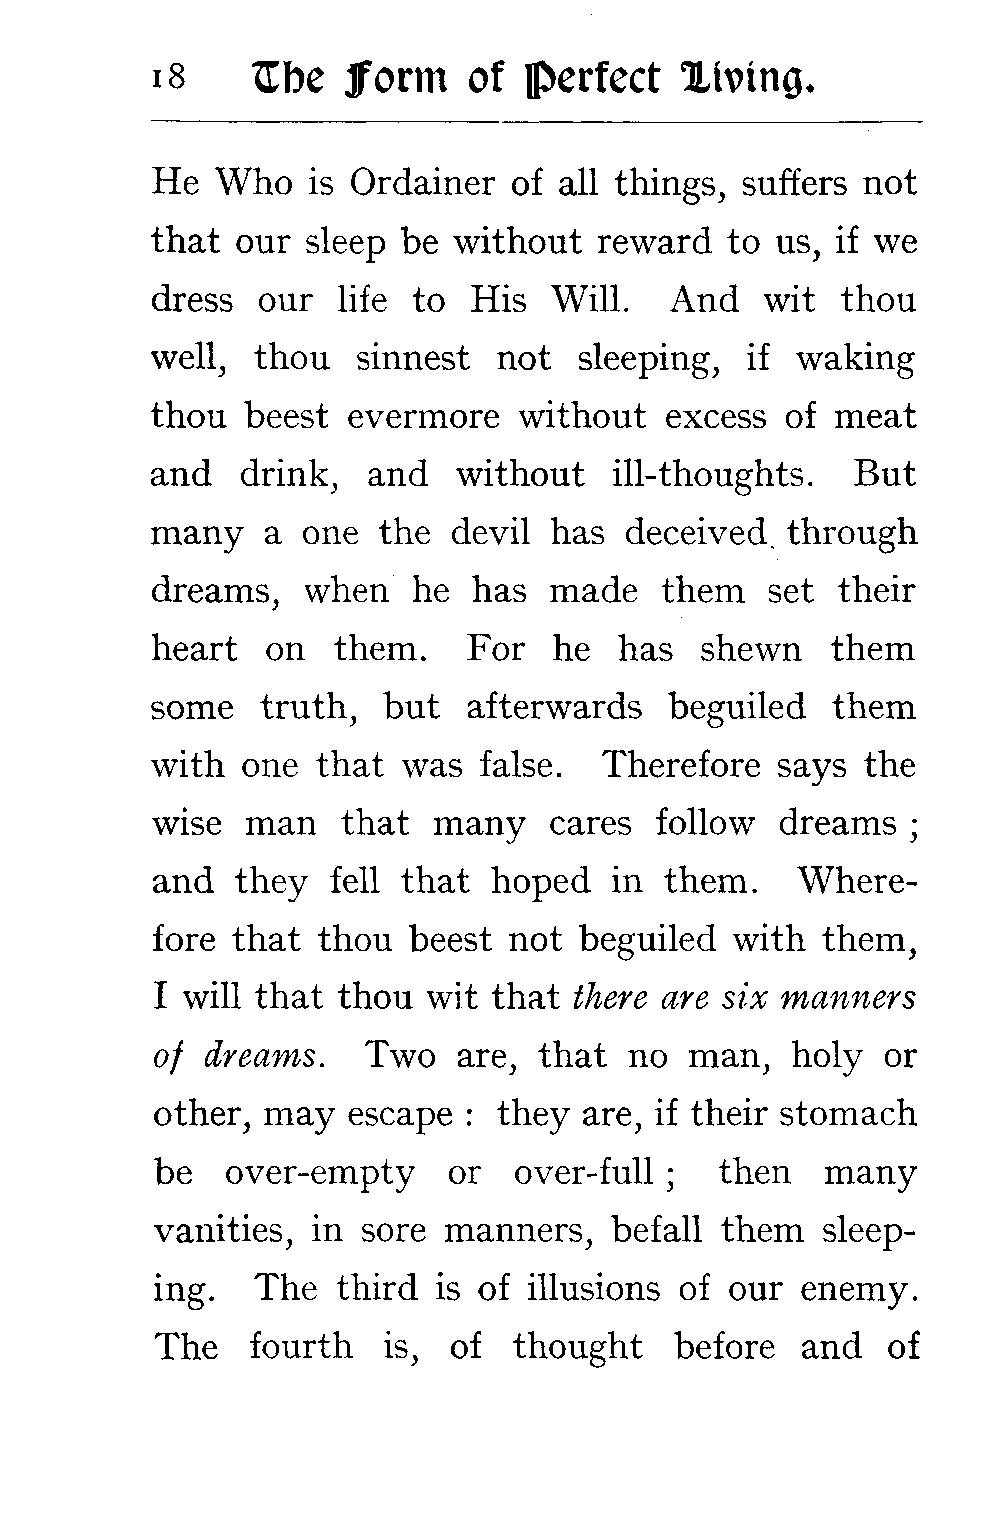 18 The Form of Perfect Living.
He Who is Ordainer of all things, suffers not
that our sleep be without reward to us, if we
dress our life to His Will. And wit thou
well, thou sinnest not sleeping, if waking
thou beest evermore without excess of meat
and drink, and without ill-thoughts. But
many a one the devil has deceived through
dreams, when he has made them set their
heart on them. For he has shewn them
some truth, but afterwards beguiled them
with one that was false. Therefore says the
wise man that many cares follow dreams ;
and they fell that hoped in them. Where-
fore that thou beest not beguiled with them,
I will that thou wit that there are six manners
of dreams. Two are, that no man, holy or
other, may escape : they are, if their stomach
be over-empty or over-full ; then many
vanities, in sore manners, befall them sleep-
ing. The third is of illusions of our enemy.
The fourth is, of thought before and of